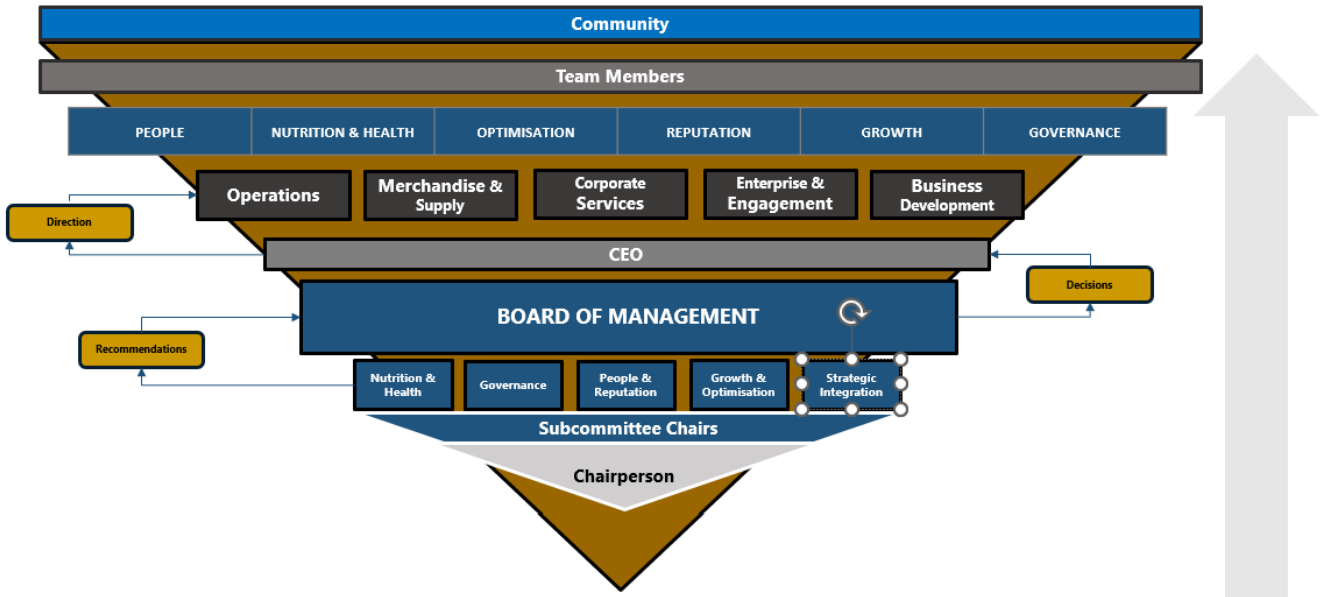 Community
Team Members
PEOPLE
NUTRITION & HEALTH
OPTIMISATION
REPUTATION
GROWTH
GOVERNANCE
Operations
Merchandise &
Supply
Corporate
Services
Enterprise &
Engagement
Business
Development
Direction
CEO
Decisions
BOARD OF MANAGEMENT
Recommendations
Nutrition &
Health
Governance
People &
Reputation
Growth &
Optimisation
Strategic
Integration
Subcommittee Chairs
Chairperson